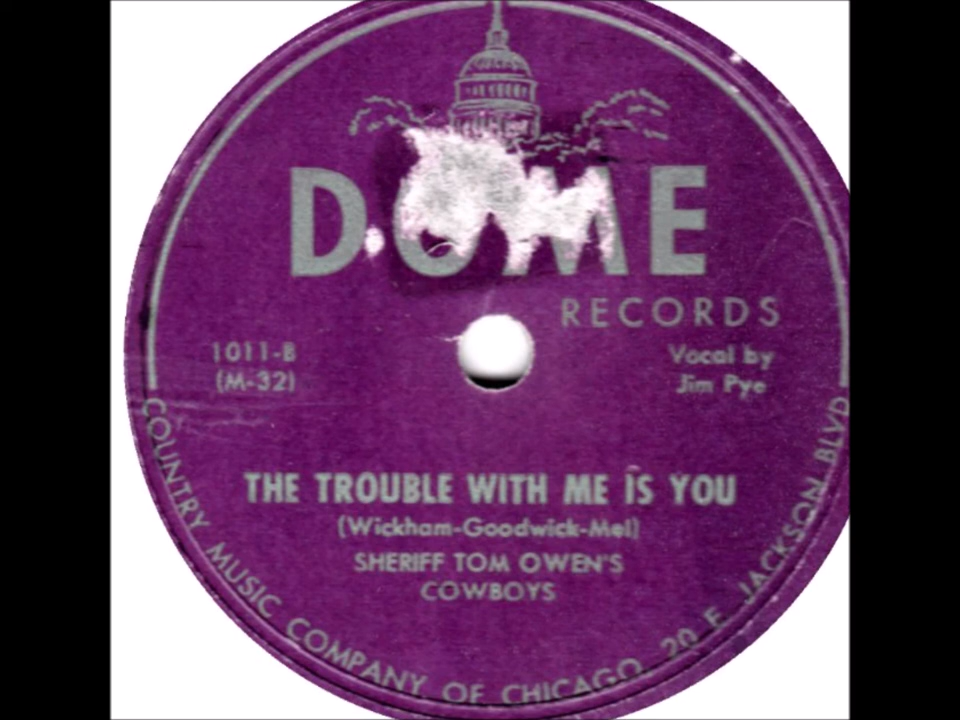 DOME
RECORDS
1011-B
(M-32)
Vocal by
Jim Pye
THE TROUBLE WITH ME IS YOU
(Wickham-Goodwick-Mel)
SHERIFF TOM OWEN'S
COWBOYS
COUNTRY MUSIC COMPANY OF CHICAGO, 20 E. JACKSON BLVD